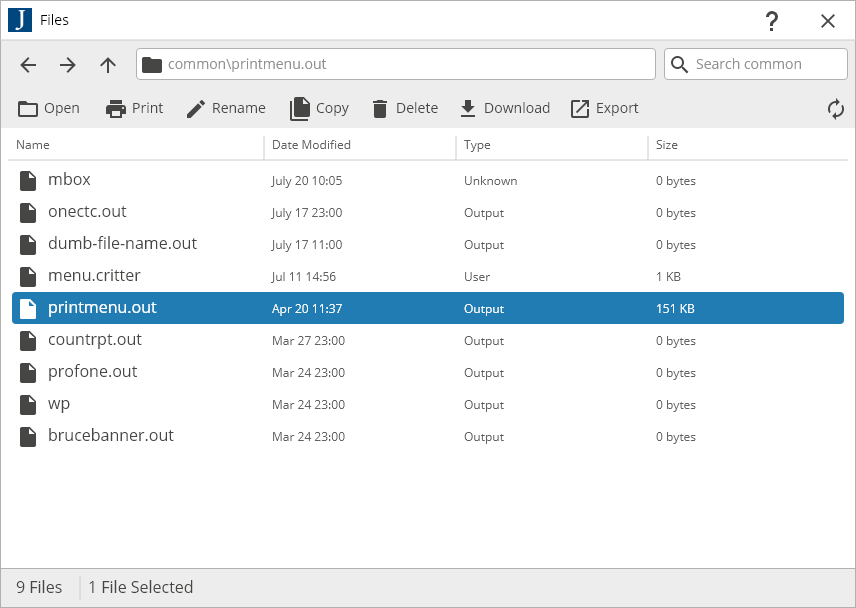 J Files ?
common\printmenu.out Search common
Open Print Rename Copy Delete Download Export
Name Date Modified Type Size
mbox July 20 10:05 Unknown 0 bytes
onectc.out July 17 23:00 Output 0 bytes
dumb-file-name.out July 17 11:00 Output 0 bytes
menu.critter Jul 11 14:56 User 1 KB
printmenu.out Apr 20 11:37 Output 151 KB
countrpt.out Mar 27 23:00 Output 0 bytes
profone.out Mar 24 23:00 Output 0 bytes
wp Mar 24 23:00 Output 0 bytes
brucebanner.out Mar 24 23:00 Output 0 bytes
9 Files 1 File Selected